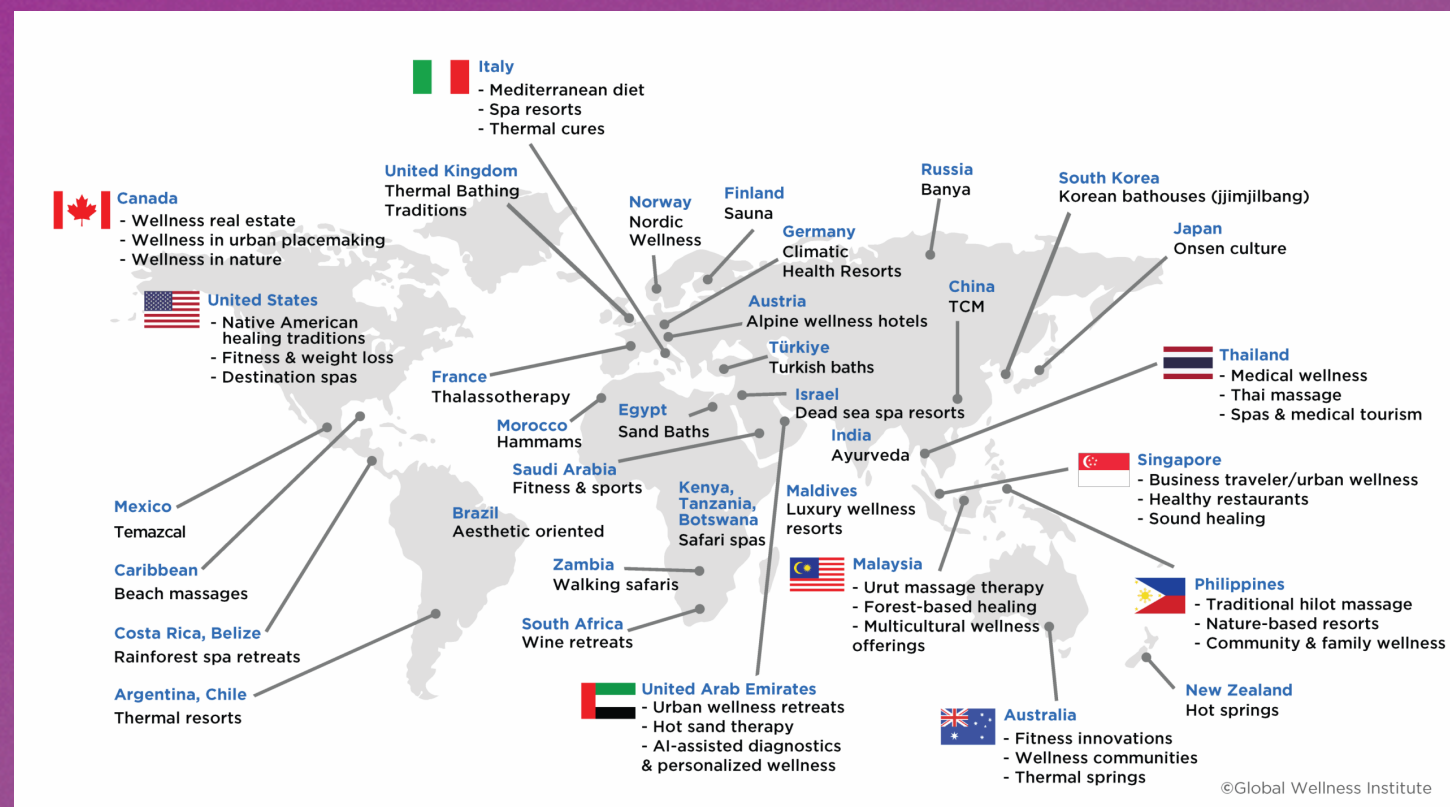 Italy
- Mediterranean diet
- Spa resorts
- Thermal cures
United Kingdom
Thermal Bathing
Traditions
Canada
- Wellness real estate
- Wellness in urban placemaking
- Wellness in nature
Norway
Nordic
Wellness
Finland
Sauna
Germany
Climatic
Health Resorts
Russia
Banya
South Korea
Korean bathouses (jjimjilbang)
Japan
Onsen culture
United States
- Native American
healing traditions
- Fitness & weight loss
- Destination spas
Austria
Alpine wellness hotels
China
TCM
Türkiye
Turkish baths
Thailand
- Medical wellness
- Thai massage
- Spas & medical tourism
France
Thalassotherapy
Morocco
Hammams
Egypt
Sand Baths
Israel
Dead sea spa resorts
India
Ayurveda
Saudi Arabia
Fitness & sports
Singapore
- Business traveler/urban wellness
- Healthy restaurants
- Sound healing
Mexico
Temazcal
Brazil
Aesthetic oriented
Kenya,
Tanzania,
Botswana
Safari spas
Maldives
Luxury wellness
resorts
Caribbean
Beach massages
Zambia
Walking safaris
Malaysia
- Urut massage therapy
- Forest-based healing
- Multicultural wellness
offerings
Philippines
- Traditional hilot massage
- Nature-based resorts
- Community & family wellness
Costa Rica, Belize
Rainforest spa retreats
South Africa
Wine retreats
Argentina, Chile
Thermal resorts
United Arab Emirates
- Urban wellness retreats
- Hot sand therapy
- AI-assisted diagnostics
& personalized wellness
Australia
- Fitness innovations
- Wellness communities
- Thermal springs
New Zealand
Hot springs
©Global Wellness Institute